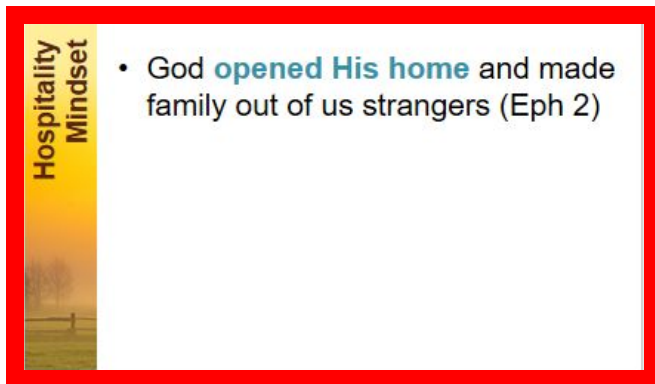 Hospitality
Mindset
• God opened His home and made
family out of us strangers (Eph 2)